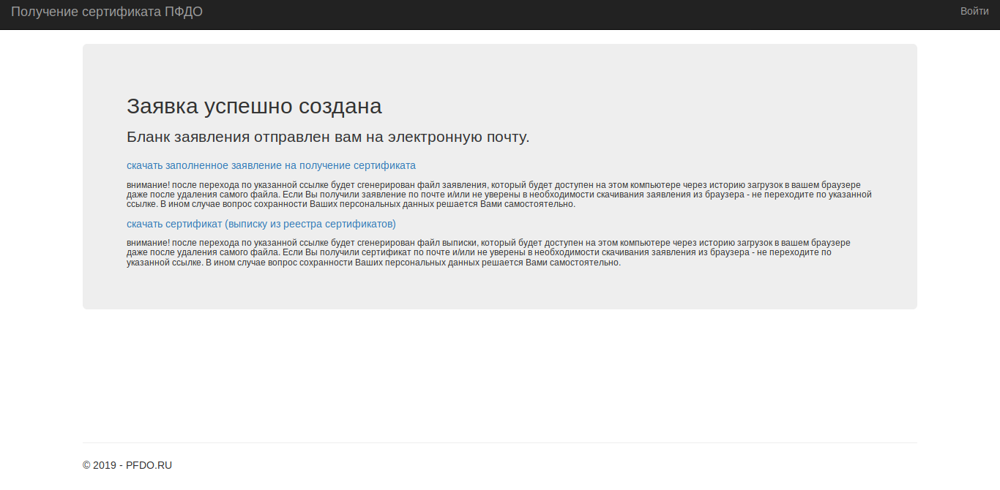 Получение сертификата ПФДО
Войти
Заявка успешно создана
Бланк заявления отправлен вам на электронную почту.
скачать заполненное заявление на получение сертификата
внимание! после перехода по указанной ссылке будет сгенерирован файл заявления, который будет доступен на этом компьютере через историю загрузок в вашем браузере
даже после удаления самого файла. Если Вы получили заявление по почте и/или не уверены в необходимости скачивания заявления из браузера - не переходите по указанной
ссылке. В ином случае вопрос сохранности Ваших персональных данных решается Вами самостоятельно.
скачать сертификат (выписку из реестра сертификатов)
внимание! после перехода по указанной ссылке будет сгенерирован файл выписки, который будет доступен на этом компьютере через историю загрузок в вашем браузере
даже после удаления самого файла. Если Вы получили сертификат по почте и/или не уверены в необходимости скачивания заявления из браузера - не переходите по
указанной ссылке. В ином случае вопрос сохранности Ваших персональных данных решается Вами самостоятельно.
© 2019 - PFDO.RU